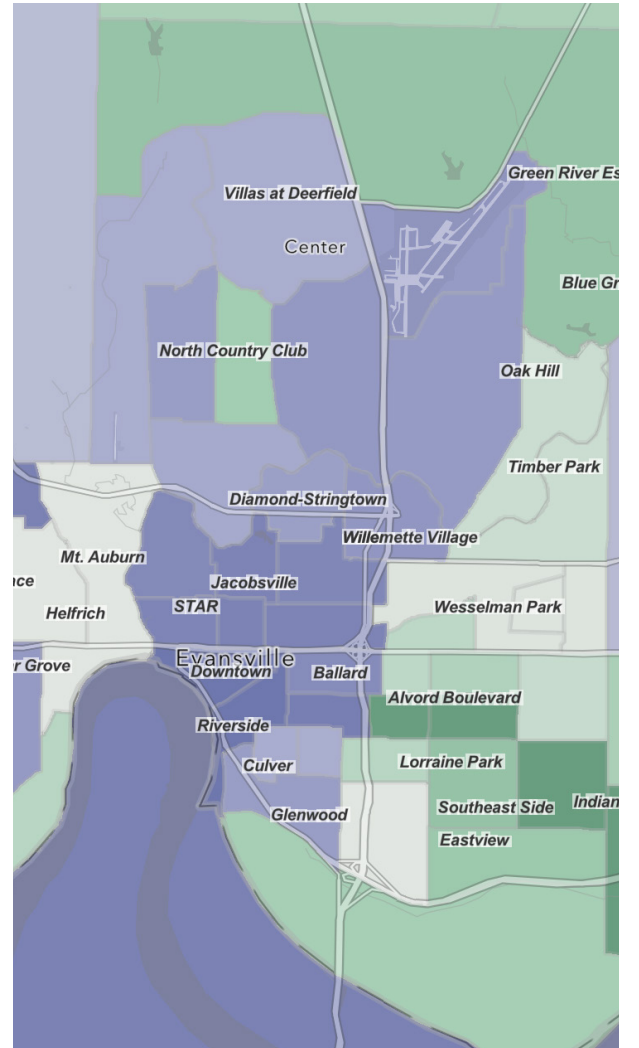 Green River Es
Villas at Deerfield
Center
Blue Gr
North Country Club
Oak Hill
Timber Park
Diamond-Stringtown
Willemette Village
Mt. Auburn
nce
Jacobsville
STAR
Helfrich
Wesselman Park
Evansville
r Grove
Downtown
Ballard
Alvord Boulevard
Riverside
Culver
Lorraine Park
Glenwood
Southeast Side
Indian
Eastview